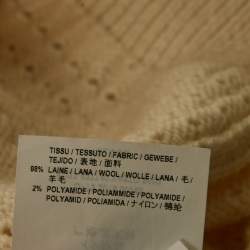 TISSU / TESSUTO / FABRIC / GEWEBE /
TEJIDO / 表地 / 面料
98% LAINE / LANA / WOOL / WOLLE / LANA / 毛 /
羊毛
2% POLYAMIDE / POLIAMMIDE / POLYAMIDE /
POLYAMID / POLIAMIDA / ナイロン / 锦纶